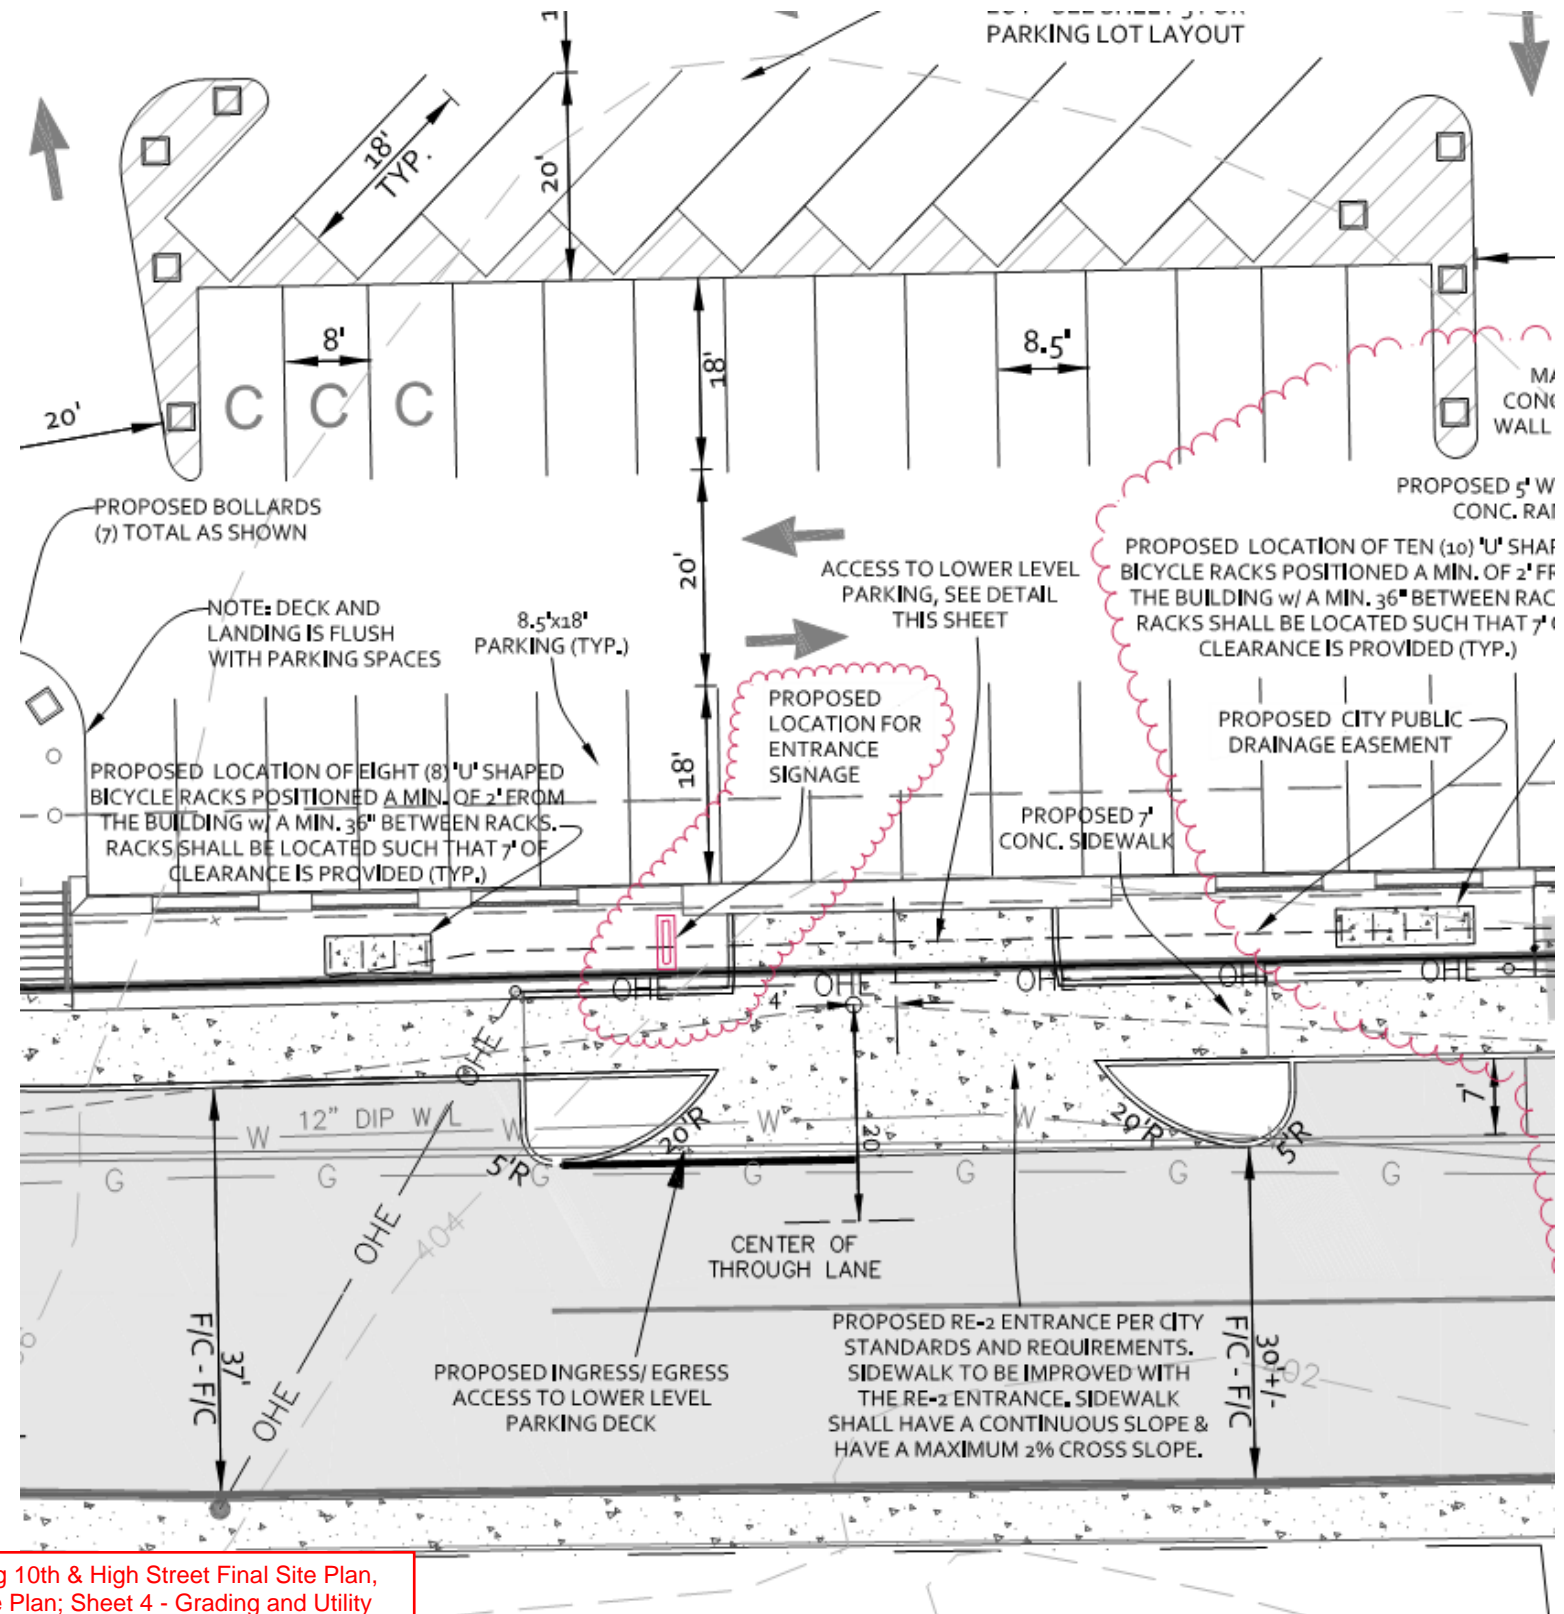 PARKING LOT LAYOUT
18'
TYP.
20'
8'
18'
8.5'
C C C
20'
PROPOSED BOLLARDS
(7) TOTAL AS SHOWN
NOTE: DECK AND
LANDING IS FLUSH
WITH PARKING SPACES
8.5'x18'
PARKING (TYP.)
20'
ACCESS TO LOWER LEVEL
PARKING, SEE DETAIL
THIS SHEET
PROPOSED 5'
CONC.
PROPOSED LOCATION OF TEN (10) 'U'
BICYCLE RACKS POSITIONED A MIN. OF 2'
THE BUILDING w/ A MIN. 36" BETWEEN
RACKS SHALL BE LOCATED SUCH THAT 7'
CLEARANCE IS PROVIDED (TYP.)
WALL
PROPOSED
LOCATION FOR
ENTRANCE
SIGNAGE
18'
PROPOSED CITY PUBLIC
DRAINAGE EASEMENT
PROPOSED LOCATION OF EIGHT (8) 'U' SHAPED
BICYCLE RACKS POSITIONED A MIN. OF 2' FROM
THE BUILDING w/ A MIN. 36" BETWEEN RACKS.
RACKS SHALL BE LOCATED SUCH THAT 7' OF
CLEARANCE IS PROVIDED (TYP.)
PROPOSED 7'
CONC. SIDEWALK
OHE OHE OHE OHE OHE
4'
OHE
7'
12" DIP W/L
W W W W
20'R
20
20'R
5'R
5'R
G G G G G G
OHE
404
CENTER OF
THROUGH LANE
37'
F/C - F/C
30'+/-
F/C - F/C
402
OHE
PROPOSED INGRESS/ EGRESS
ACCESS TO LOWER LEVEL
PARKING DECK
PROPOSED RE-2 ENTRANCE PER CITY
STANDARDS AND REQUIREMENTS.
SIDEWALK TO BE IMPROVED WITH
THE RE-2 ENTRANCE. SIDEWALK
SHALL HAVE A CONTINUOUS SLOPE &
HAVE A MAXIMUM 2% CROSS SLOPE.
10th & High Street Final Site Plan,
Plan; Sheet 4 - Grading and Utility